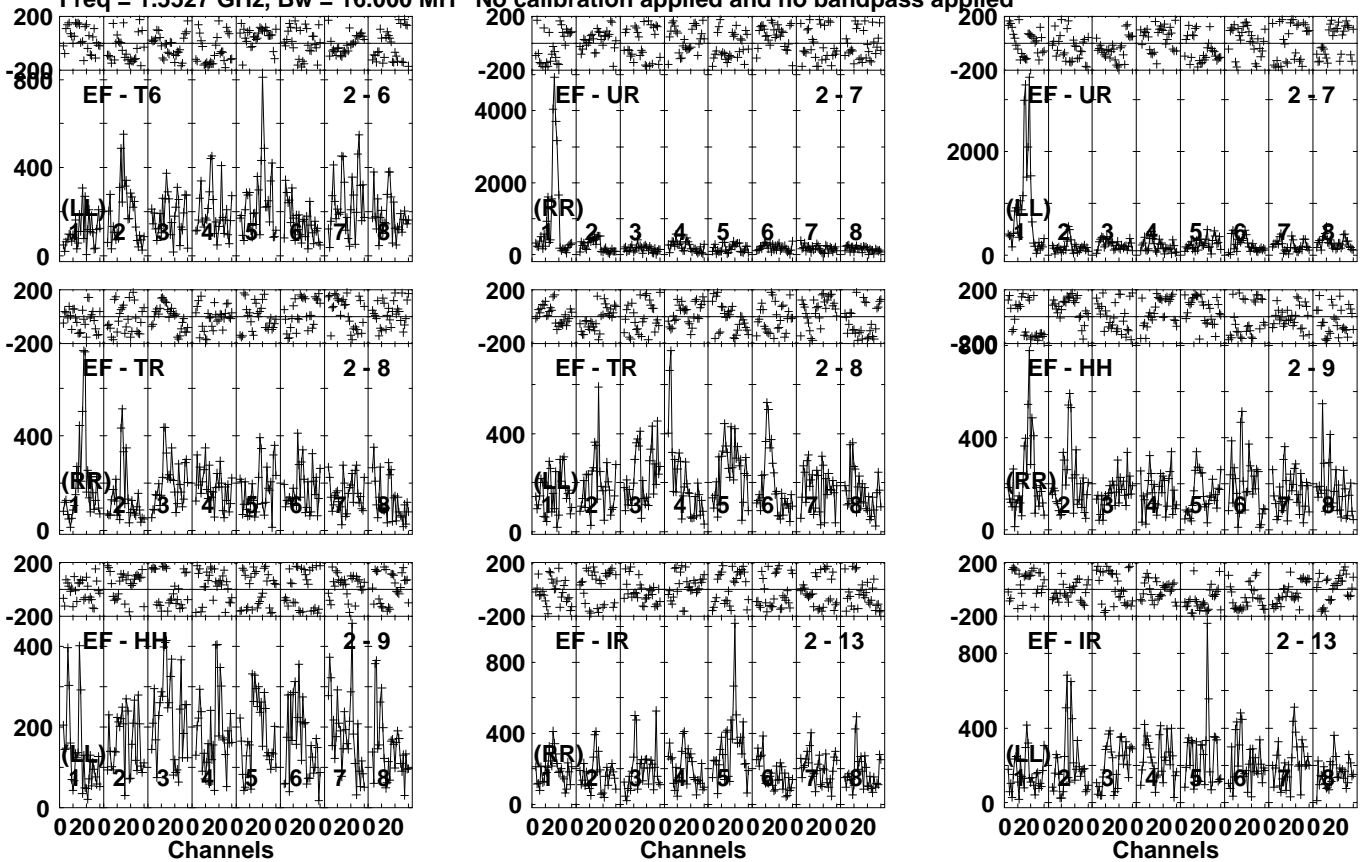 Freq = 1.5527 GHz, Bw = 16.000 MH No calibration applied and no bandpass applied
200 200 200
-200 -200 -200
800
EF - T6 2 - 6 EF - UR 2 - 7 EF - UR 2 - 7
4000
400 2000
2000
(LL) (RR) (LL)
1 2 3 4 5 6 7 8 1 2 3 4 5 6 7 8 1 2 3 4 5 6 7 8
0 0 0
200 200 200
-200 -200 -200
800
EF - TR 2 - 8 EF - TR 2 - 8 EF - HH 2 - 9
400 400 400
(RR) (LL) (RR)
1 2 3 4 5 6 7 8 1 2 3 4 5 6 7 8 1 2 3 4 5 6 7 8
0 0 0
200 200 200
-200 -200 -200
EF - HH 2 - 9 EF - IR 2 - 13 EF - IR 2 - 13
400 800 800
200 400 400
(LL) (RR) (LL)
1 2 3 4 5 6 7 8 1 2 3 4 5 6 7 8 1 2 3 4 5 6 7 8
0 0 0
0 20 0 20 0 20 0 20 0 20 0 20 0 20 0 20 0 20 0 20 0 20 0 20 0 20 0 20 0 20 0 20 0 20 0 20 0 20 0 20 0 20 0 20 0 20 0 20
Channels Channels Channels